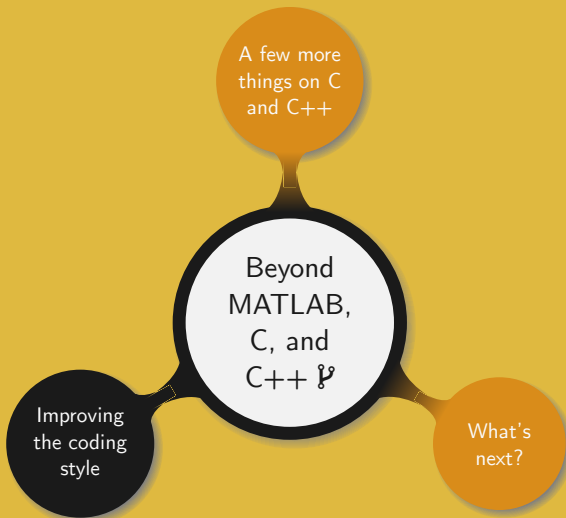 A few more
things on C
and C++
Beyond
MATLAB,
C, and
C++
Improving
the coding
style
What's
next?